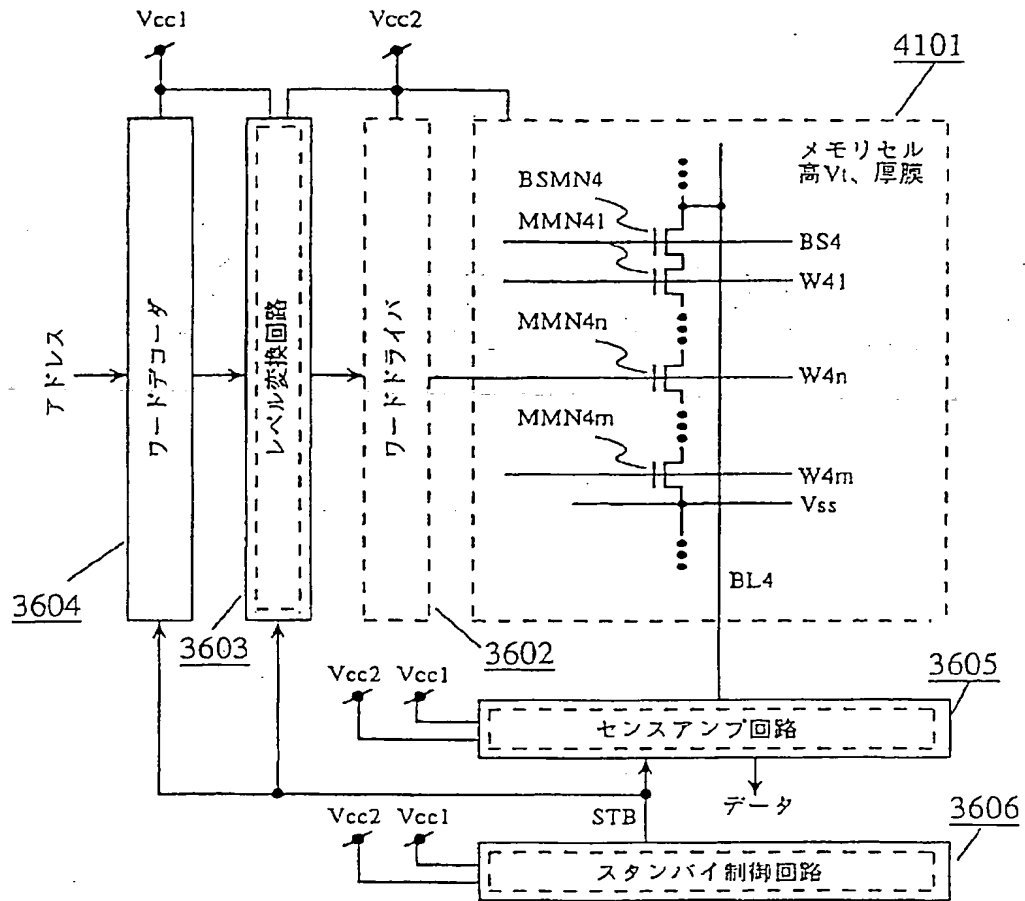 Vcc1
Vcc2
4101
メモリセル
高Vt、厚膜
BSMN4
MMN41
BS4
W41
MMN4n
W4n
MMN4m
W4m
Vss
BL4
アドレス
ワードデコーダ
レベル変換回路
ワードドライバ
3604
3603
3602
3605
Vcc2
Vcc1
センスアンプ回路
データ
STB
3606
Vcc2
Vcc1
スタンバイ制御回路